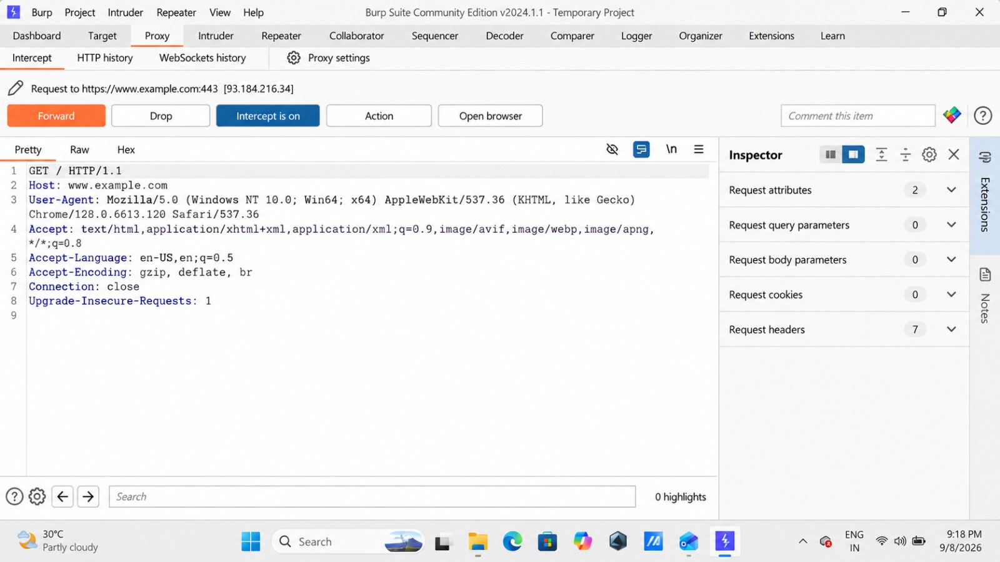 Burp Project Intruder Repeater View Help Burp Suite Community Edition v2024.1.1 - Temporary Project
Dashboard Target Proxy Intruder Repeater Collaborator Sequencer Decoder Comparer Logger Organizer Extensions Learn
Intercept HTTP history WebSockets history Proxy settings
Request to https://www.example.com:443 [93.184.216.34]
Forward Drop Intercept is on Action Open browser Comment this item
Pretty Raw Hex \n
1 GET / HTTP/1.1
2 Host: www.example.com
3 User-Agent: Mozilla/5.0 (Windows NT 10.0; Win64; x64) AppleWebKit/537.36 (KHTML, like Gecko)
Chrome/128.0.6613.120 Safari/537.36
4 Accept: text/html,application/xhtml+xml,application/xml;q=0.9,image/avif,image/webp,image/apng,
*/*;q=0.8
5 Accept-Language: en-US,en;q=0.5
6 Accept-Encoding: gzip, deflate, br
7 Connection: close
8 Upgrade-Insecure-Requests: 1
9
Inspector
Request attributes 2
Request query parameters 0
Request body parameters 0
Request cookies 0
Request headers 7
Extensions
Notes
Search 0 highlights
30°C
Partly cloudy
Search
ENG
IN
9:18 PM
9/8/2026